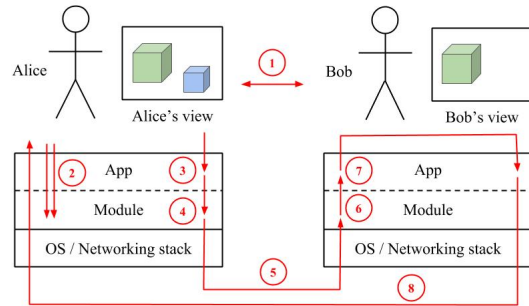 1
Alice
Bob
Alice's view
Bob's view
2
App
3
7
App
Module
4
6
Module
OS / Networking stack
OS / Networking stack
5
8